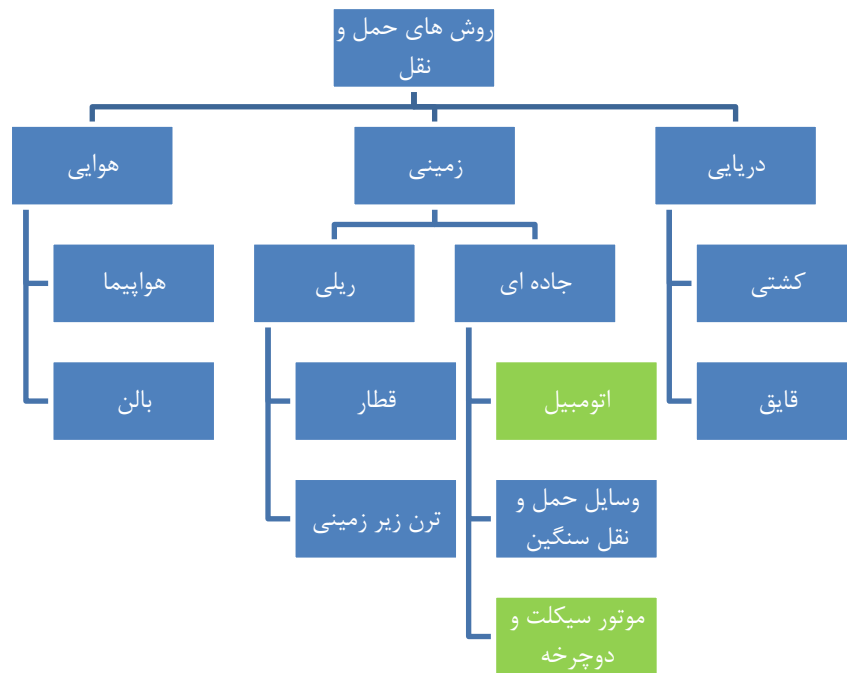 روش های حمل و
نقل
دریایی
زمینی
هوایی
کشتی
جاده ای
ریلی
هواپیما
قایق
اتومبیل
قطار
بالن
وسایل حمل و
نقل سنگین
ترن زیر زمینی
موتور سیکلت و
دوچرخه